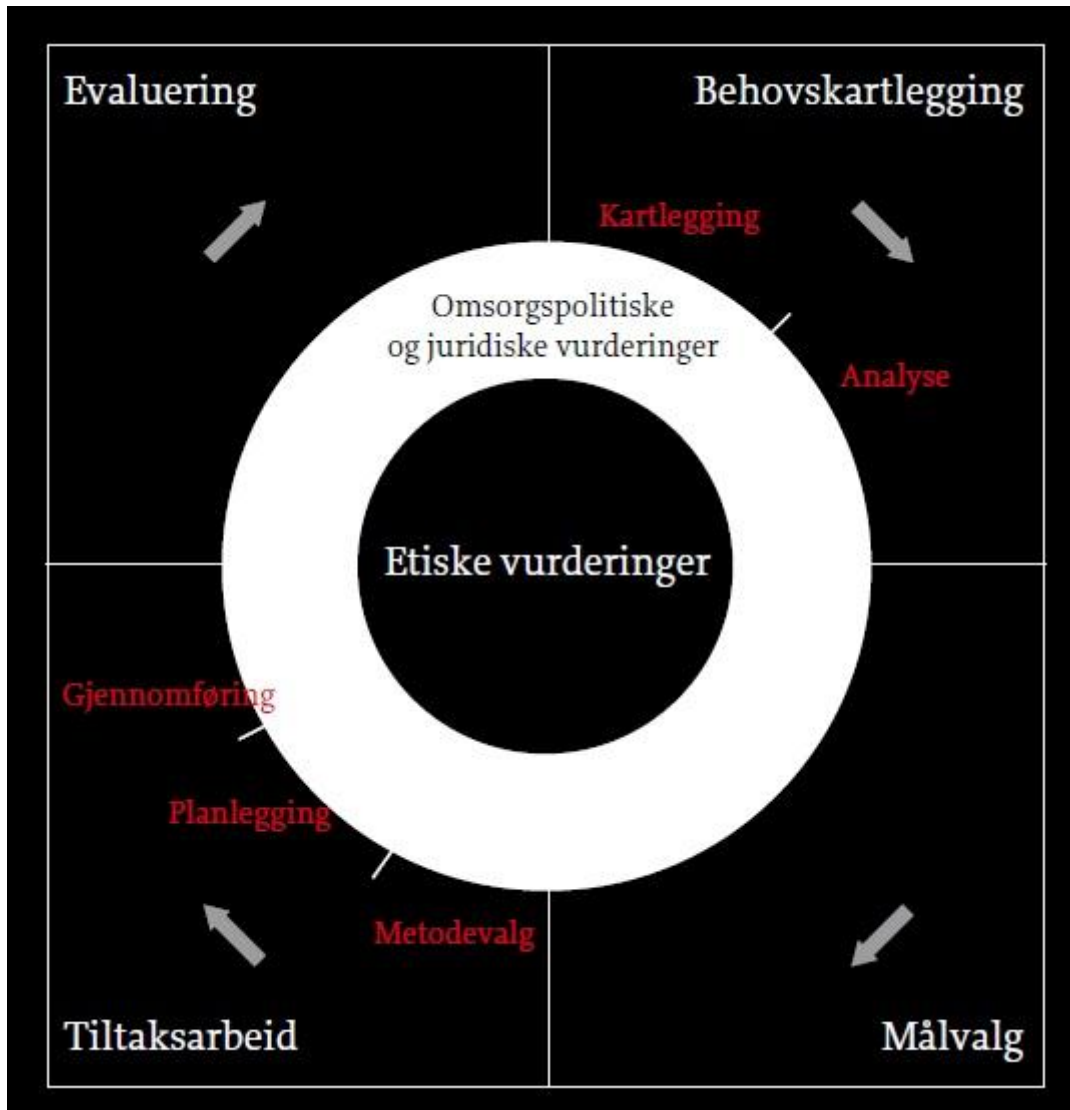 Evaluering
Behovskartlegging
Kartlegging
Omsorgspolitiske
og juridiske vurderinger
Analyse
Etiske vurderinger
Gjennomføring
Planlegging
Metodevalg
Tiltaksarbeid
Målvalg